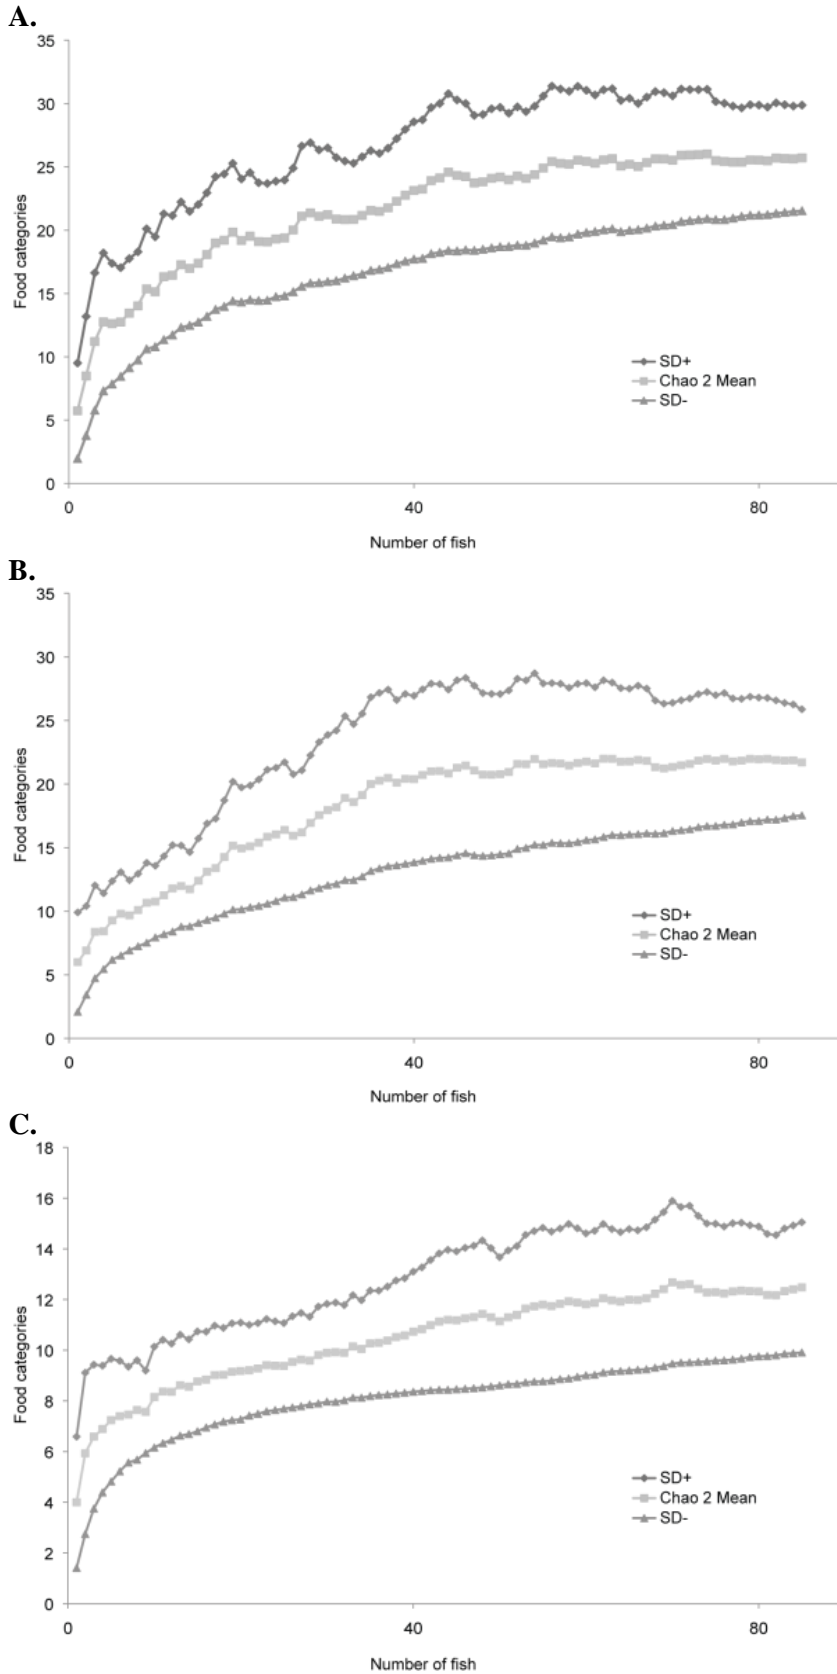 A.
35
30
25
20
15
10
5
0
Food categories
SD+
Chao 2 Mean
SD-
0 40 80
Number of fish
B.
35
30
25
20
15
10
5
0
Food categories
SD+
Chao 2 Mean
SD-
0 40 80
Number of fish
C.
18
16
14
12
10
8
6
4
2
0
Food categories
SD+
Chao 2 Mean
SD-
0 40 80
Number of fish